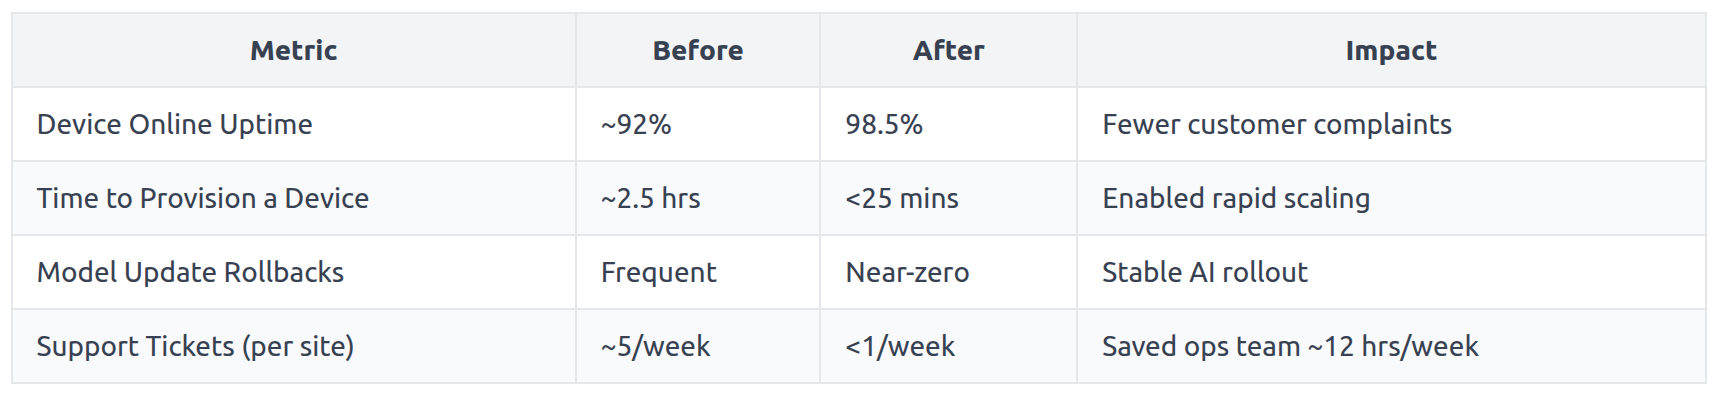 Metric Before After Impact
Device Online Uptime ~92% 98.5% Fewer customer complaints
Time to Provision a Device ~2.5 hrs <25 mins Enabled rapid scaling
Model Update Rollbacks Frequent Near-zero Stable AI rollout
Support Tickets (per site) ~5/week <1/week Saved ops team ~12 hrs/week